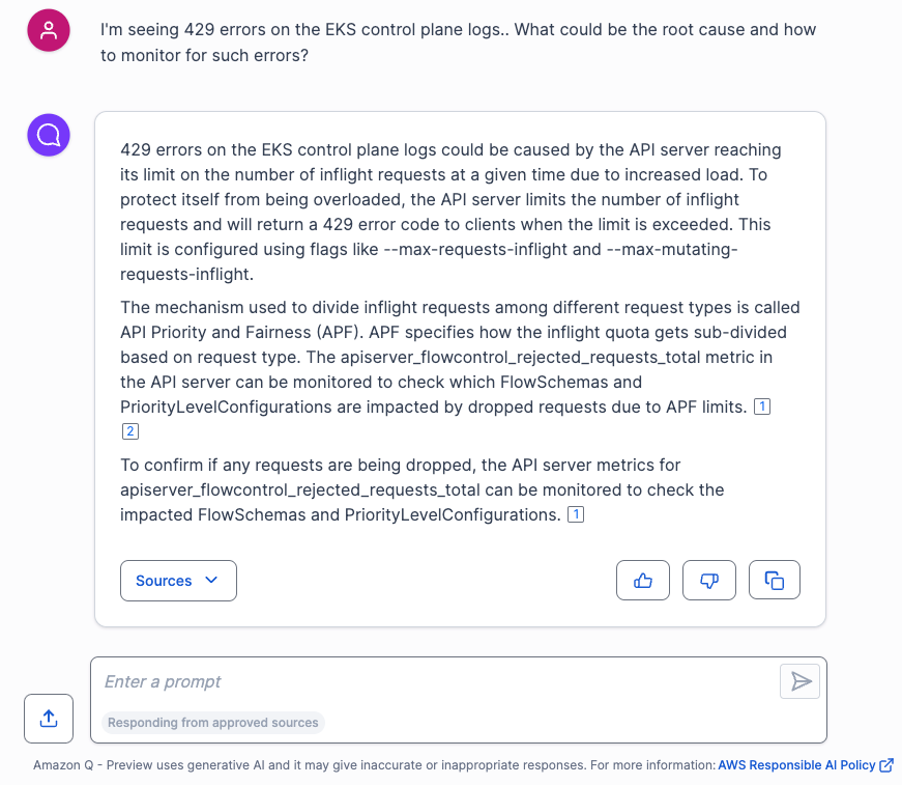 I'm seeing 429 errors on the EKS control plane logs.. What could be the root cause and how
to monitor for such errors?
429 errors on the EKS control plane logs could be caused by the API server reaching
its limit on the number of inflight requests at a given time due to increased load. To
protect itself from being overloaded, the API server limits the number of inflight
requests and will return a 429 error code to clients when the limit is exceeded. This
limit is configured using flags like --max-requests-inflight and --max-mutating-
requests-inflight.
The mechanism used to divide inflight requests among different request types is called
API Priority and Fairness (APF). APF specifies how the inflight quota gets sub-divided
based on request type. The apiserver_flowcontrol_rejected_requests_total metric in
the API server can be monitored to check which FlowSchemas and
PriorityLevelConfigurations are impacted by dropped requests due to APF limits. 1
2
To confirm if any requests are being dropped, the API server metrics for
apiserver_flowcontrol_rejected_requests_total can be monitored to check the
impacted FlowSchemas and PriorityLevelConfigurations. 1
Sources
Enter a prompt
Responding from approved sources
Amazon Q - Preview uses generative AI and it may give inaccurate or inappropriate responses. For more information: AWS Responsible AI Policy